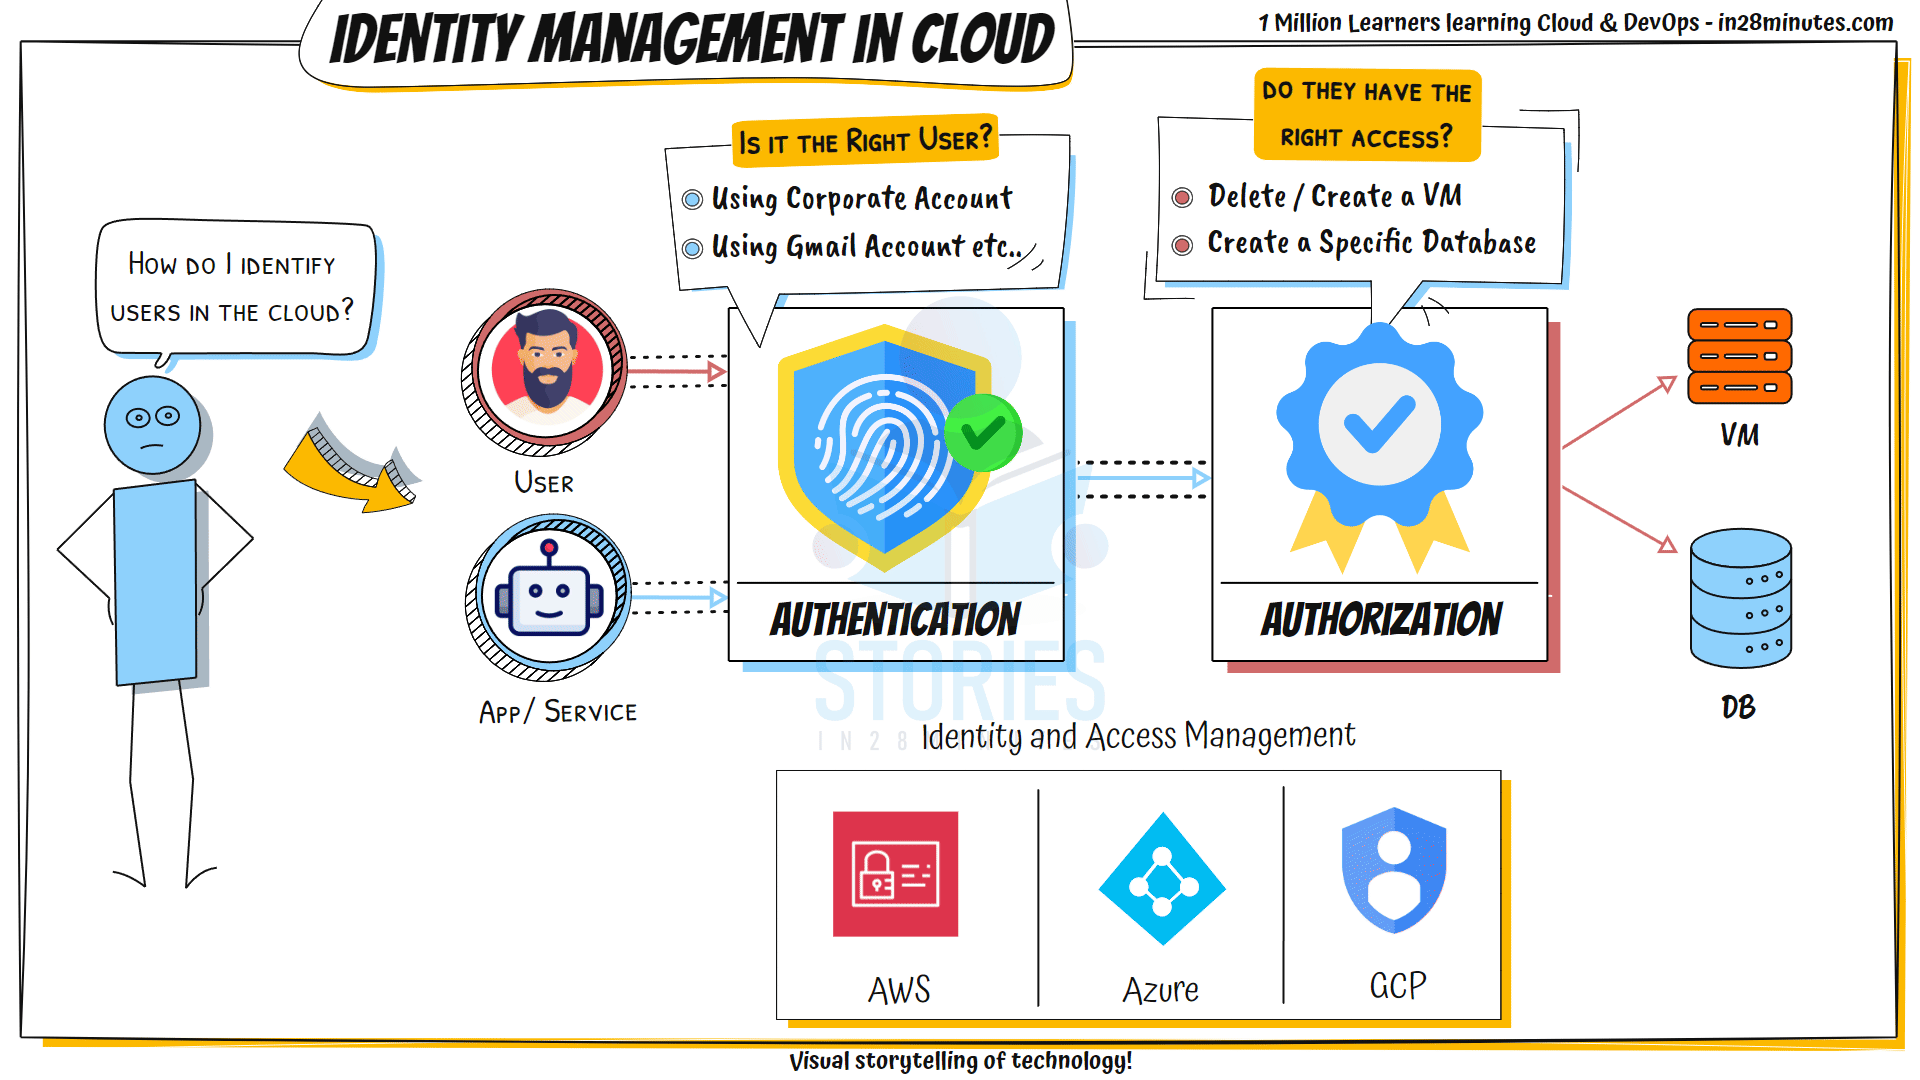 IDENTITY MANAGEMENT IN CLOUD
1 Million Learners learning Cloud & DevOps - in28minutes.com
DO THEY HAVE THE
RIGHT ACCESS?
IS IT THE RIGHT USER?
Using Corporate Account
Using Gmail Account etc..
Delete / Create a VM
Create a Specific Database
HOW DO I IDENTIFY
USERS IN THE CLOUD?
USER
APP/ SERVICE
AUTHENTICATION
AUTHORIZATION
VM
DB
STORIES
IN28
Identity and Access Management
AWS
Azure
GCP
Visual storytelling of technology!